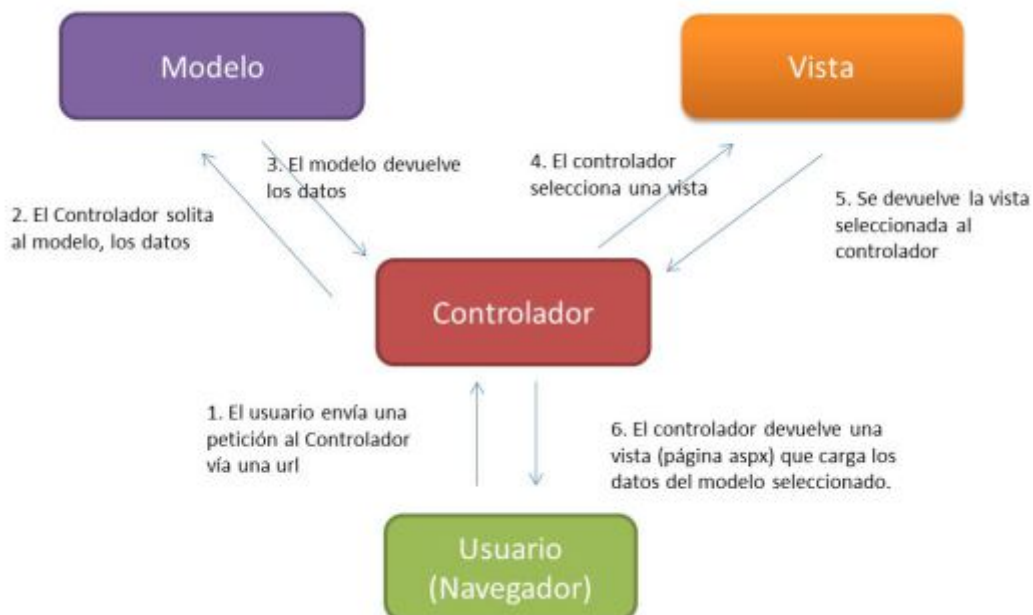 Modelo
Vista
3. El modelo devuelve
los datos
4. El controlador
selecciona una vista
2. El Controlador solita
al modelo, los datos
5. Se devuelve la vista
seleccionada al
controlador
Controlador
1. El usuario envía una
petición al Controlador
vía una url
6. El controlador devuelve una
vista (página aspx) que carga los
datos del modelo seleccionado.
Usuario
(Navegador)